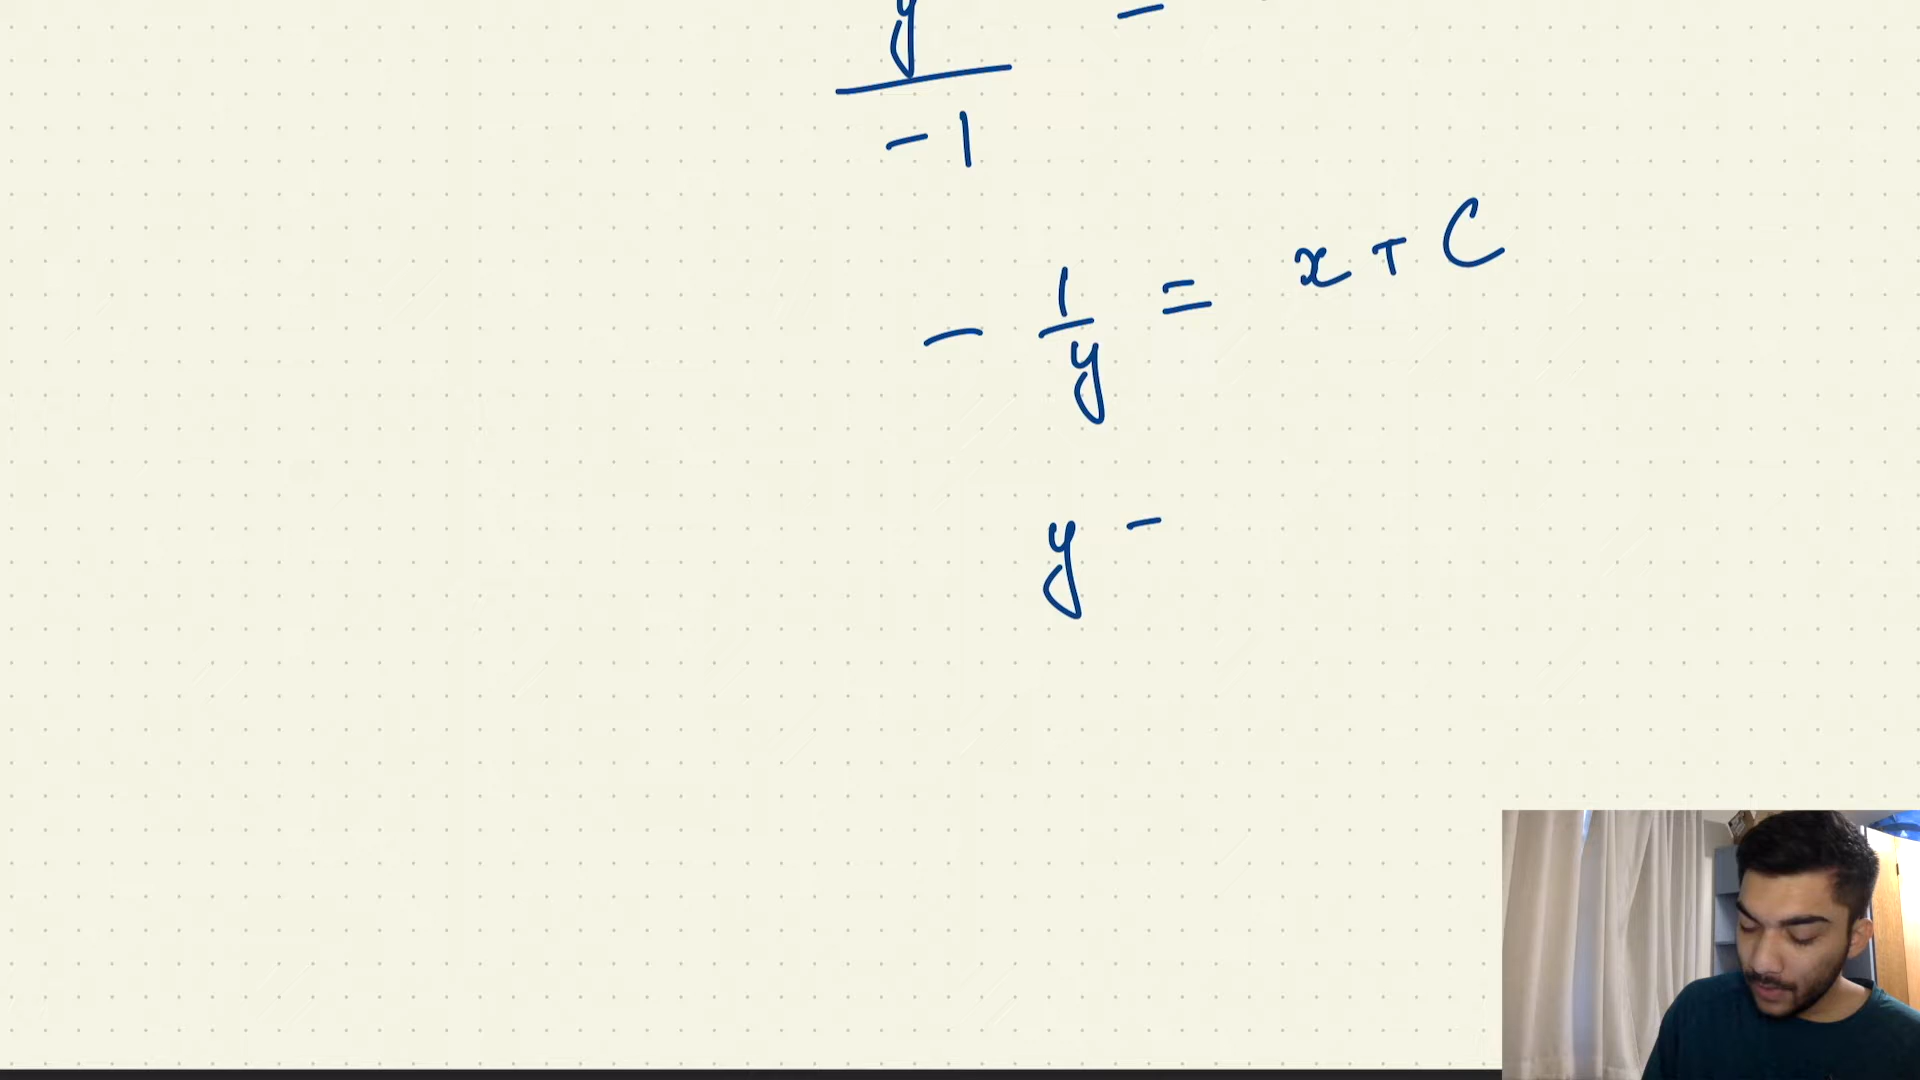 y
—
-1
- 1/y = x + C
y -